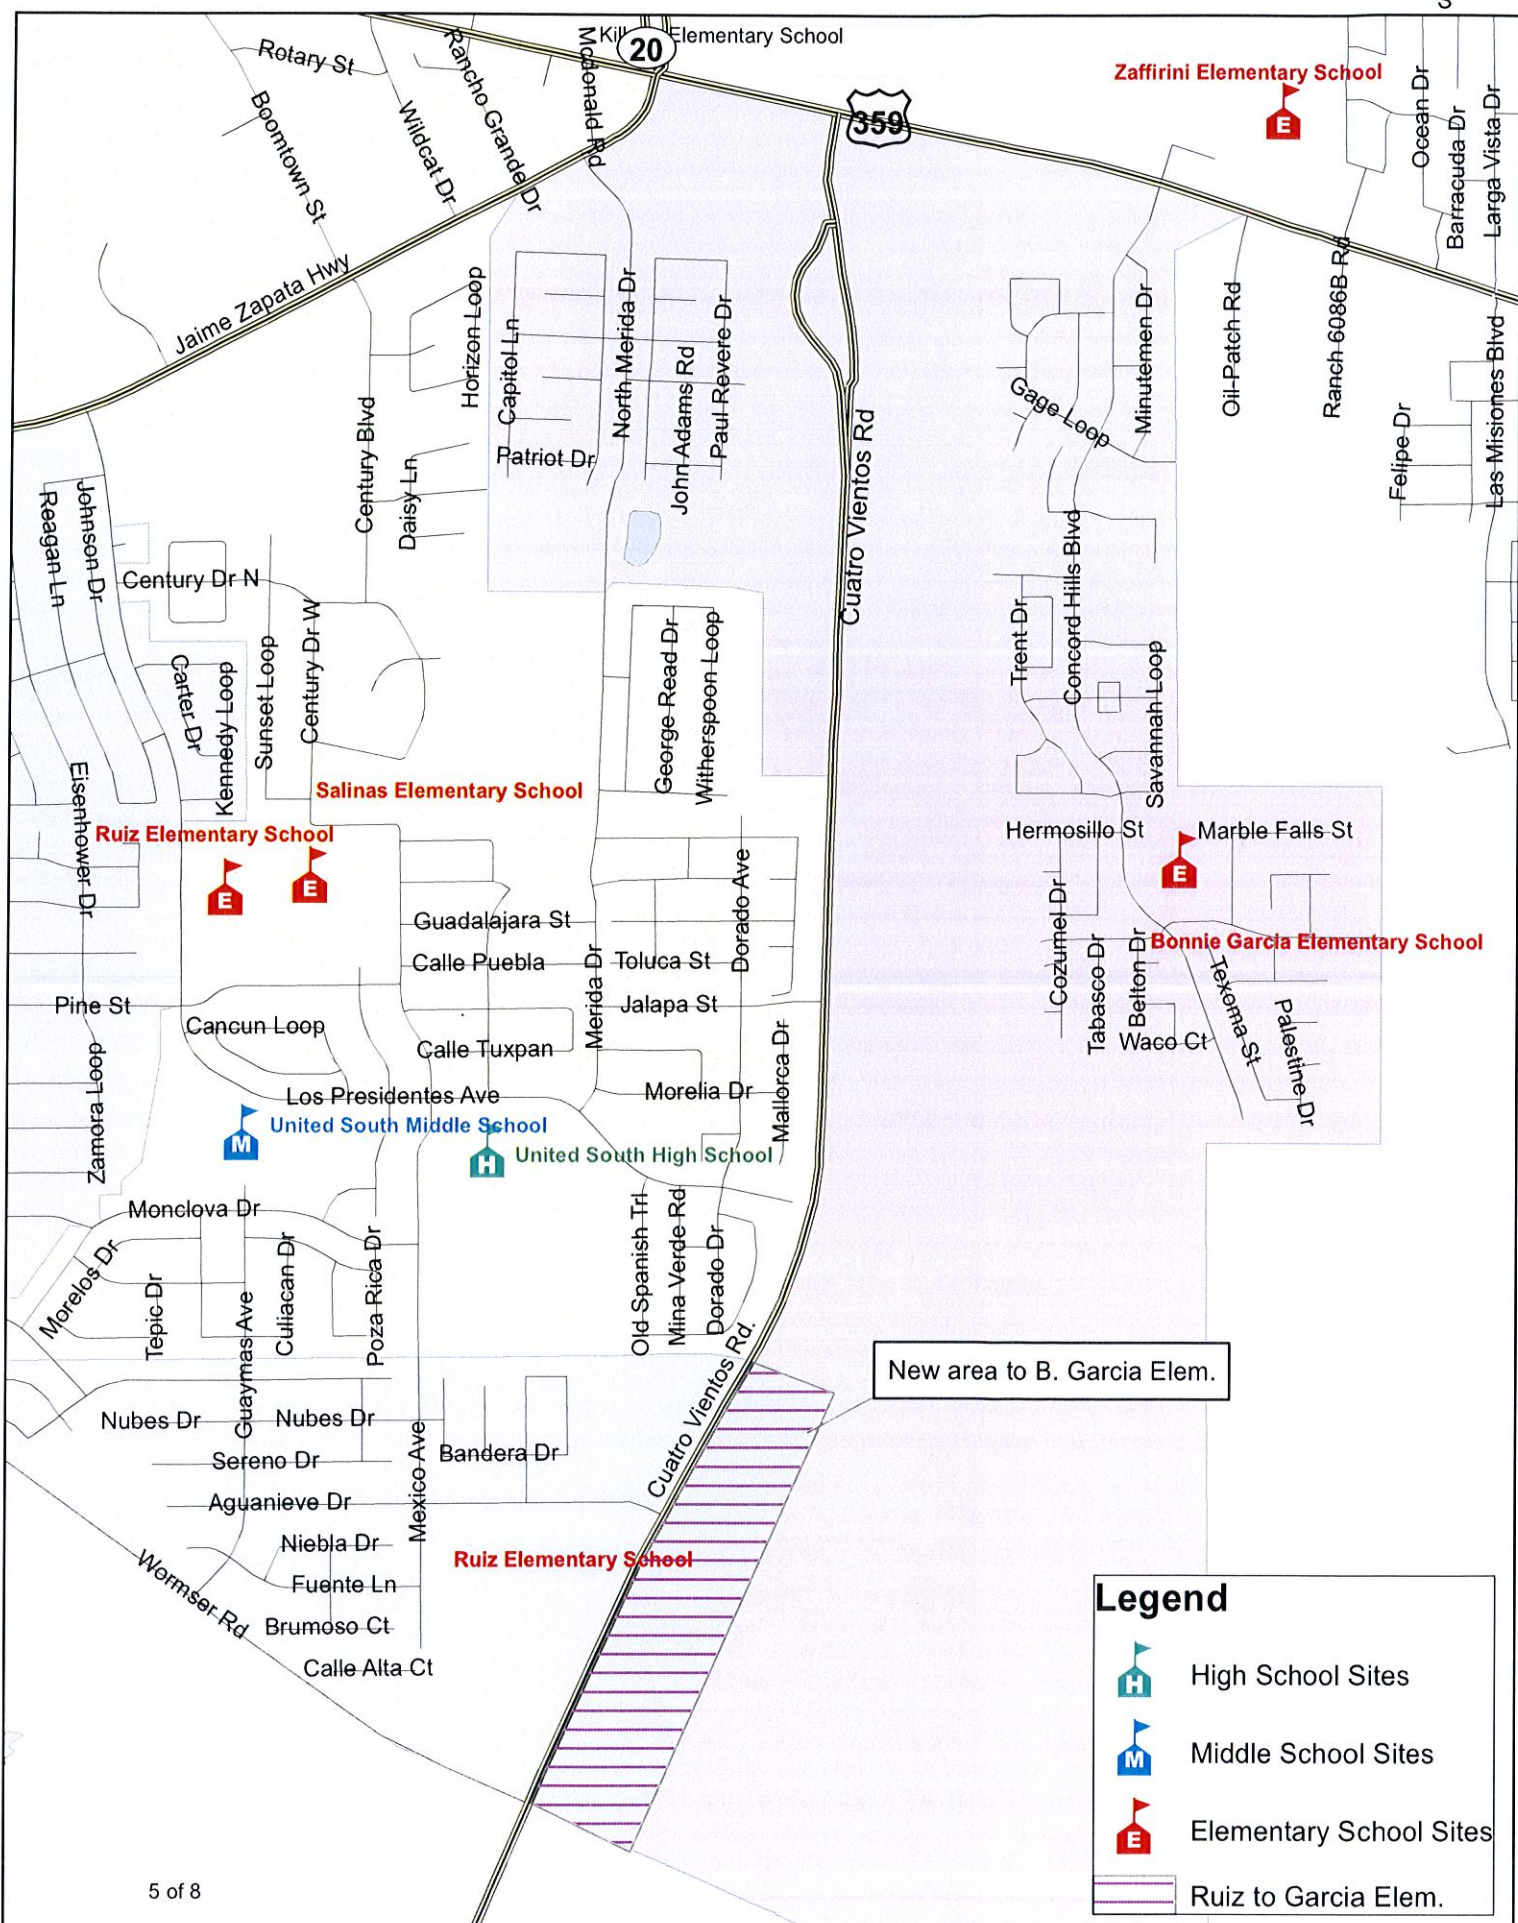 Kil
Elementary School
20
359
Zaffirini Elementary School
E
Rotary St
Boomtown St
Wildcat Dr
Rancho Grande Dr
Mcdonald Rd
Ocean Dr
Barracuda Dr
Larga Vista Dr
Jaime Zapata Hwy
Horizon Loop
Capitol Ln
North Merida Dr
John Adams Rd
Paul Revere Dr
Patriot Dr
Minutemen Dr
Oil-Patch Rd
Ranch 6086B Rd
Gage Loop
Felipe Dr
Las Misiones Blvd
Century Blvd
Daisy Ln
Cuatro Vientos Rd
Reagan Ln
Johnson Dr
Century Dr N
Carter Dr
Kennedy Loop
Sunset Loop
Century Dr W
George Read Dr
Witherspoon Loop
Trent Dr
Concord Hills Blvd
Savannah Loop
Eisenhower Dr
Salinas Elementary School
Ruiz Elementary School
E
E
Hermosillo St
Marble Falls St
E
Guadalajara St
Calle Puebla
Toluca St
Dorado Ave
Merida Dr
Cozumel Dr
Tabasco Dr
Belton Dr
Bonnie Garcia Elementary School
Texoma St
Palestine Dr
Waco Ct
Pine St
Cancun Loop
Jalapa St
Calle Tuxpan
Zamora Loop
Los Presidentes Ave
Morelia Dr
Mallorca Dr
United South Middle School
M
United South High School
H
Monclova Dr
Morelos Dr
Tepic Dr
Guaymas Ave
Culiacan Dr
Poza Rica Dr
Old Spanish Trl
Mina Verde Rd
Dorado Dr
Cuatro Vientos Rd.
New area to B. Garcia Elem.
Nubes Dr
Nubes Dr
Sereno Dr
Bandera Dr
Mexico Ave
Aguanieve Dr
Niebla Dr
Ruiz Elementary School
Fuente Ln
Wormser Rd
Brumoso Ct
Calle Alta Ct
Legend
H High School Sites
M Middle School Sites
E Elementary School Sites
Ruiz to Garcia Elem.
5 of 8